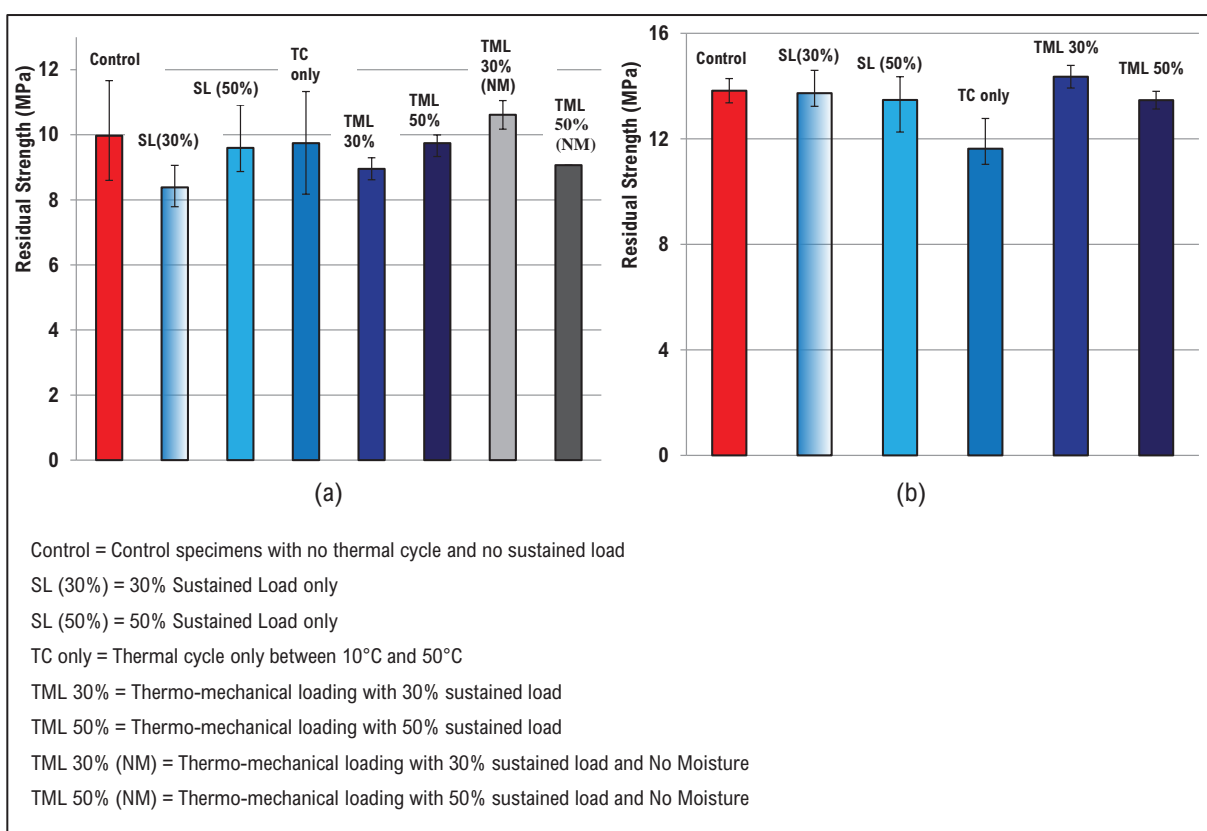 Residual Strength (MPa)
12
10
8
6
4
2
0
Control
SL(30%)
SL (50%)
TC
only
TML
30%
TML
50%
TML
30%
(NM)
TML
50%
(NM)
(a)
Residual Strength (MPa)
16
12
8
4
0
Control
SL(30%)
SL (50%)
TC only
TML 30%
TML 50%
(b)
Control = Control specimens with no thermal cycle and no sustained load
SL (30%) = 30% Sustained Load only
SL (50%) = 50% Sustained Load only
TC only = Thermal cycle only between 10°C and 50°C
TML 30% = Thermo-mechanical loading with 30% sustained load
TML 50% = Thermo-mechanical loading with 50% sustained load
TML 30% (NM) = Thermo-mechanical loading with 30% sustained load and No Moisture
TML 50% (NM) = Thermo-mechanical loading with 50% sustained load and No Moisture